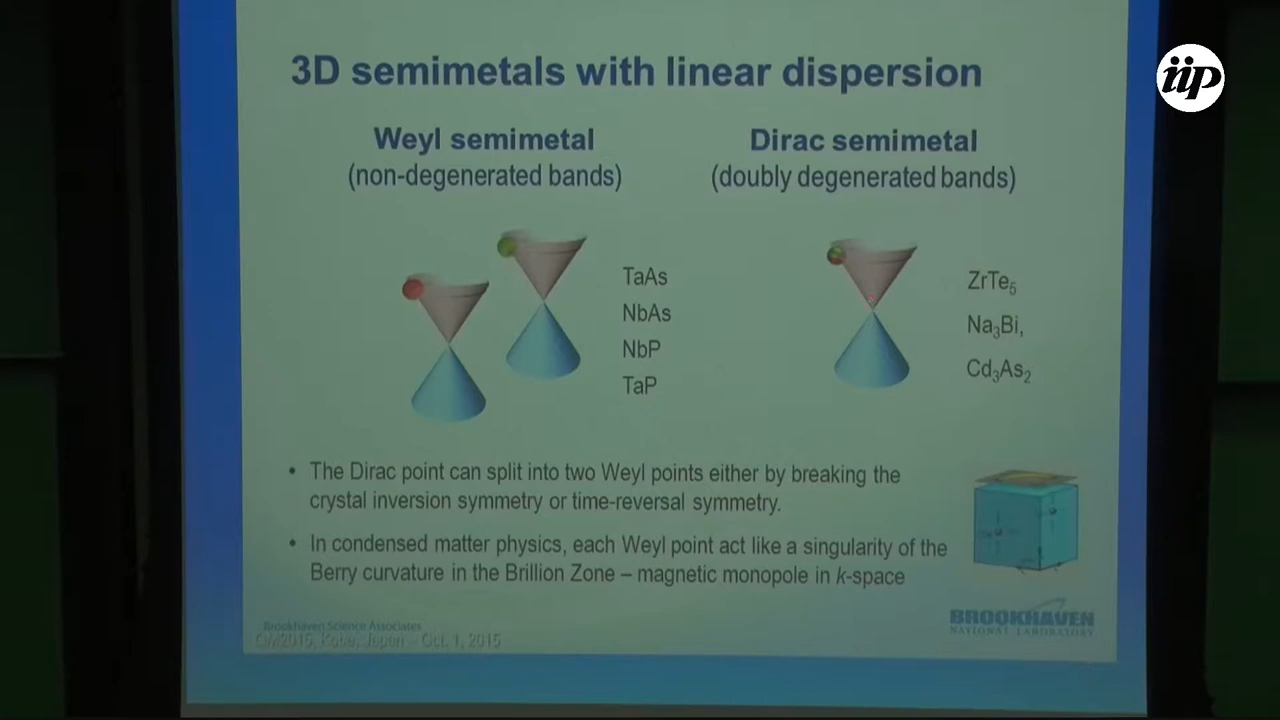 iip
3D semimetals with linear dispersion
Weyl semimetal
(non-degenerated bands)
Dirac semimetal
(doubly degenerated bands)
TaAs
NbAs
NbP
TaP
ZrTe5
Na3Bi,
Cd3As2
• The Dirac point can split into two Weyl points either by breaking the
crystal inversion symmetry or time-reversal symmetry.
• In condensed matter physics, each Weyl point act like a singularity of the
Berry curvature in the Brillion Zone – magnetic monopole in k-space
Brookhaven Science Associates
QM2015, Kobe, Japan – Oct. 1, 2015
BROOKHAVEN
NATIONAL LABORATORY